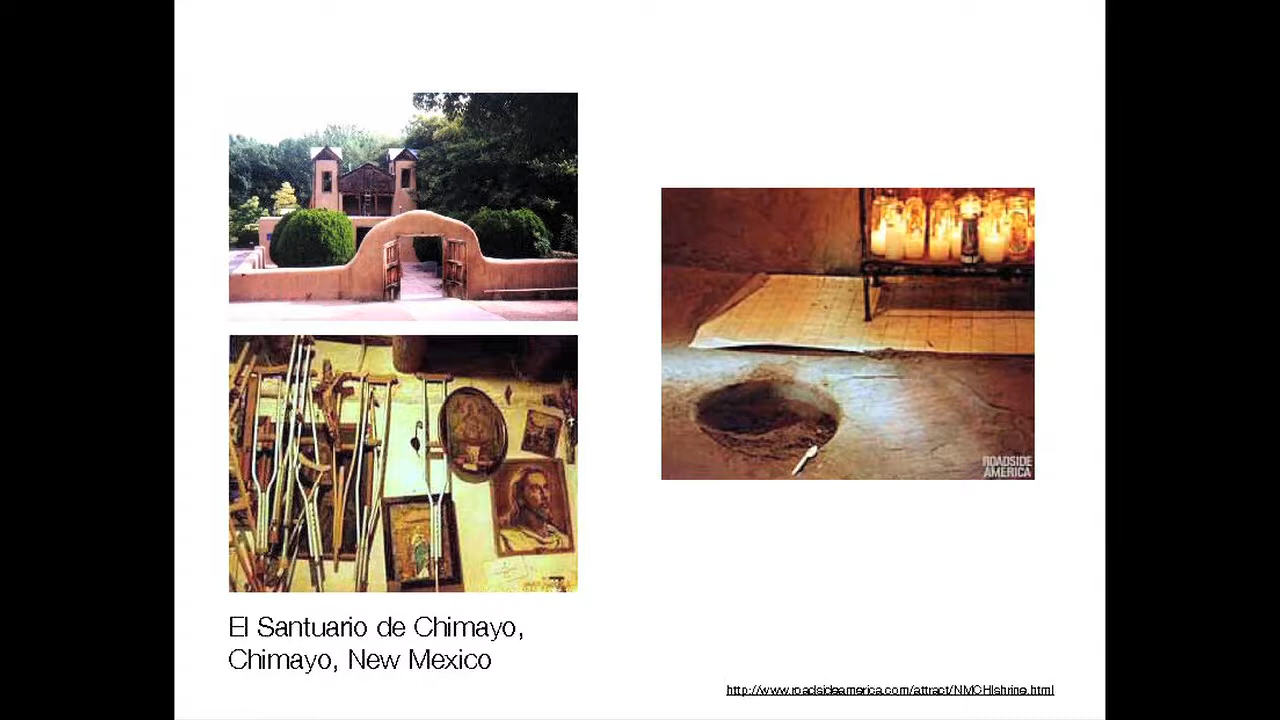 ROADSIDE
AMERICA
El Santuario de Chimayo,
Chimayo, New Mexico
http://www.roadsideamerica.com/attract/NMCHIshrine.html